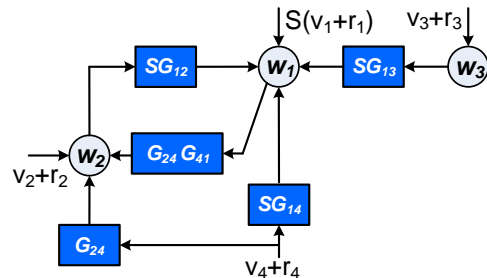 S(v₁+r₁)
v₃+r₃
SG₁₂
w₁
SG₁₃
w₃
w₂
G₂₄ G₄₁
v₂+r₂
SG₁₄
G₂₄
v₄+r₄